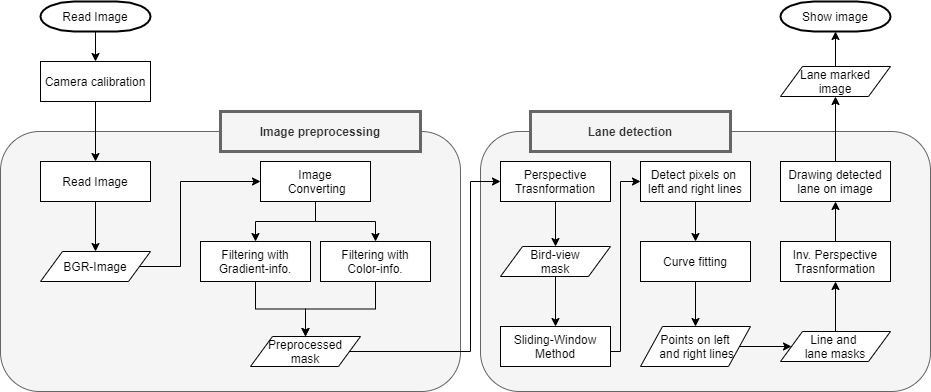 Read Image
Camera calibration
Image preprocessing
Read Image
BGR-Image
Image
Converting
Filtering with
Gradient-info.
Filtering with
Color-info.
Preprocessed
mask
Lane detection
Perspective
Trasnformation
Bird-view
mask
Sliding-Window
Method
Detect pixels on
left and right lines
Curve fitting
Points on left
and right lines
Line and
lane masks
Inv. Perspective
Trasnformation
Drawing detected
lane on image
Lane marked
image
Show image